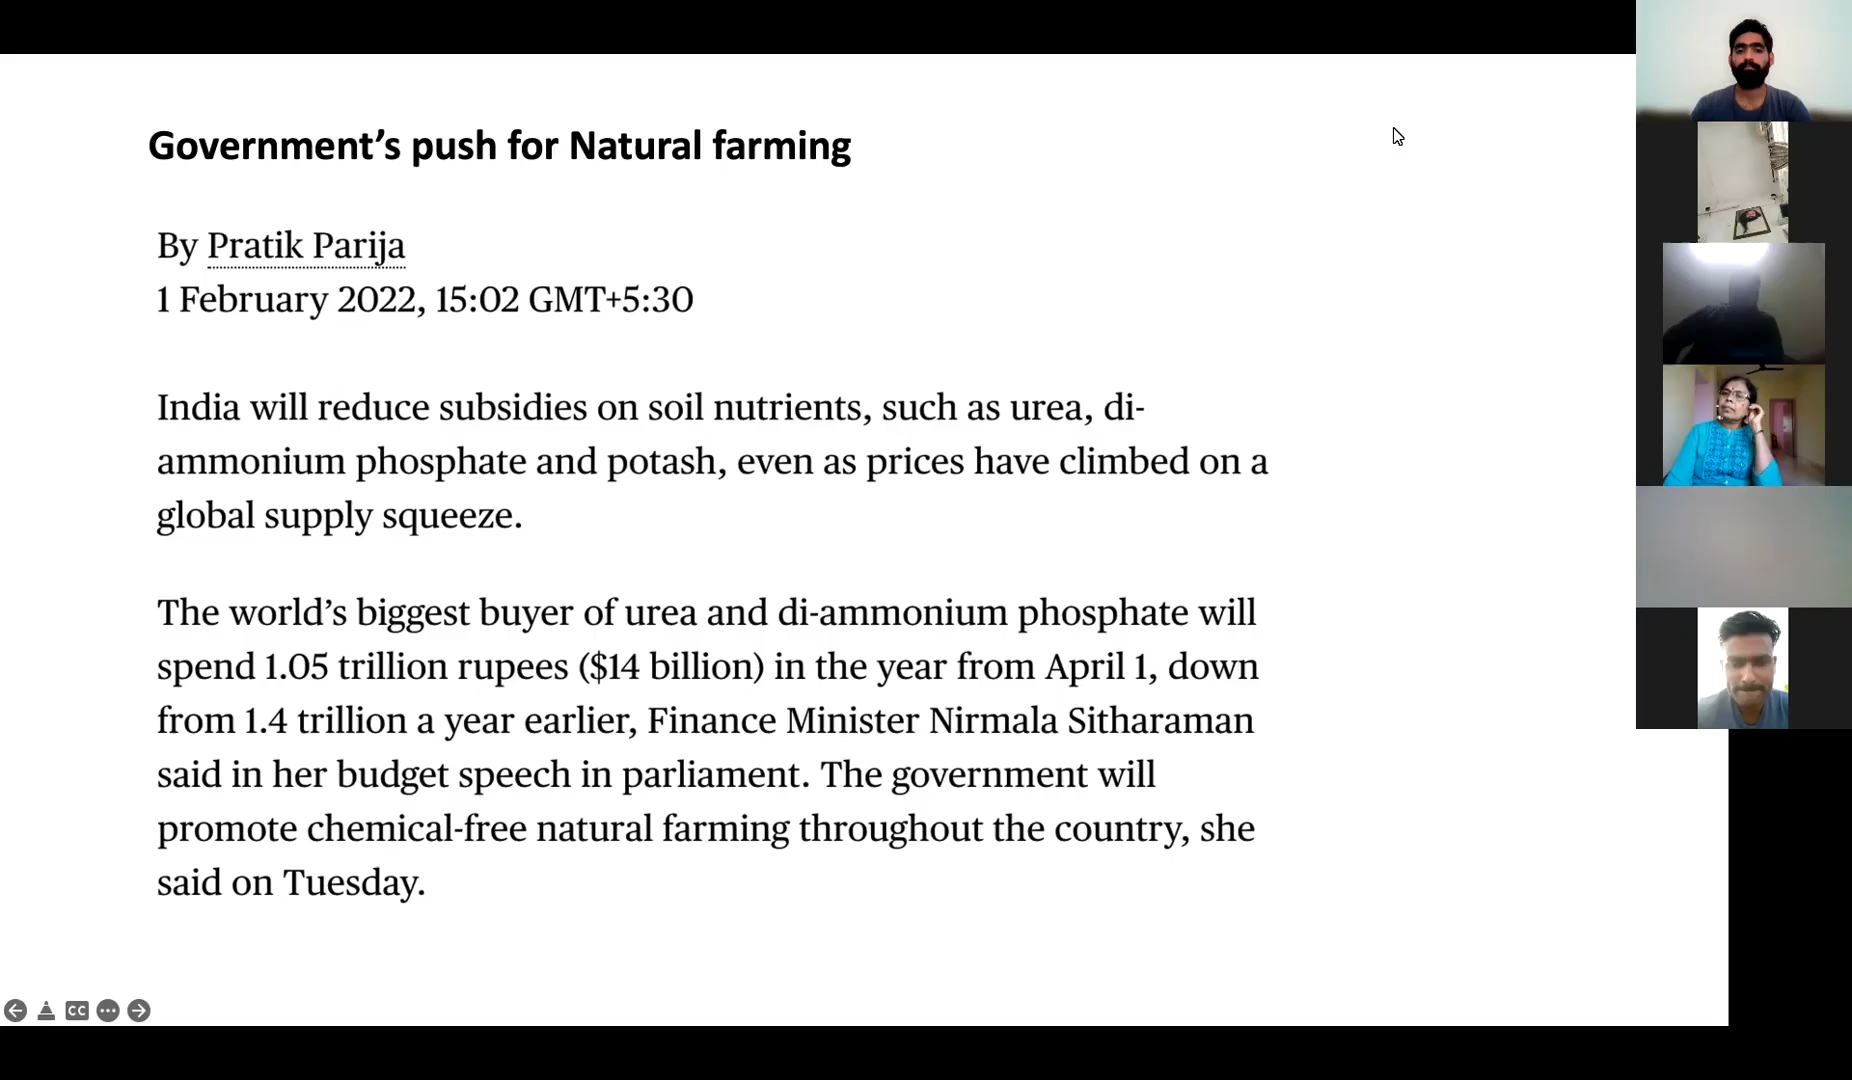 Government’s push for Natural farming
By Pratik Parija
1 February 2022, 15:02 GMT+5:30
India will reduce subsidies on soil nutrients, such as urea, di-
ammonium phosphate and potash, even as prices have climbed on a
global supply squeeze.
The world’s biggest buyer of urea and di-ammonium phosphate will
spend 1.05 trillion rupees ($14 billion) in the year from April 1, down
from 1.4 trillion a year earlier, Finance Minister Nirmala Sitharaman
said in her budget speech in parliament. The government will
promote chemical-free natural farming throughout the country, she
said on Tuesday.
CC